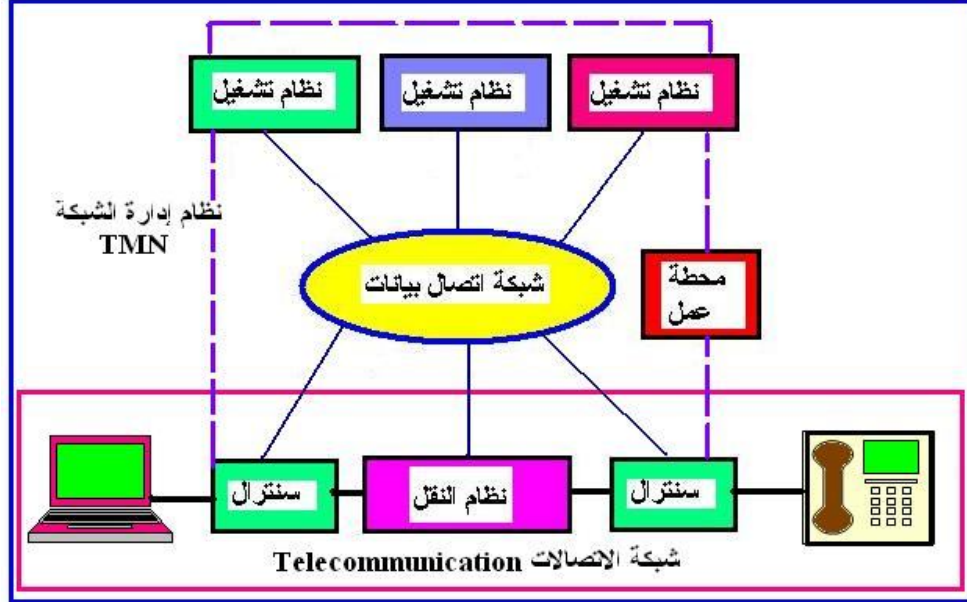 نظام تشغيل
نظام تشغيل
نظام تشغيل
نظام إدارة الشبكة
TMN
شبكة اتصال بيانات
محطة
عمل
سنترال
نظام النقل
سنترال
شبكة الاتصالات Telecommunication